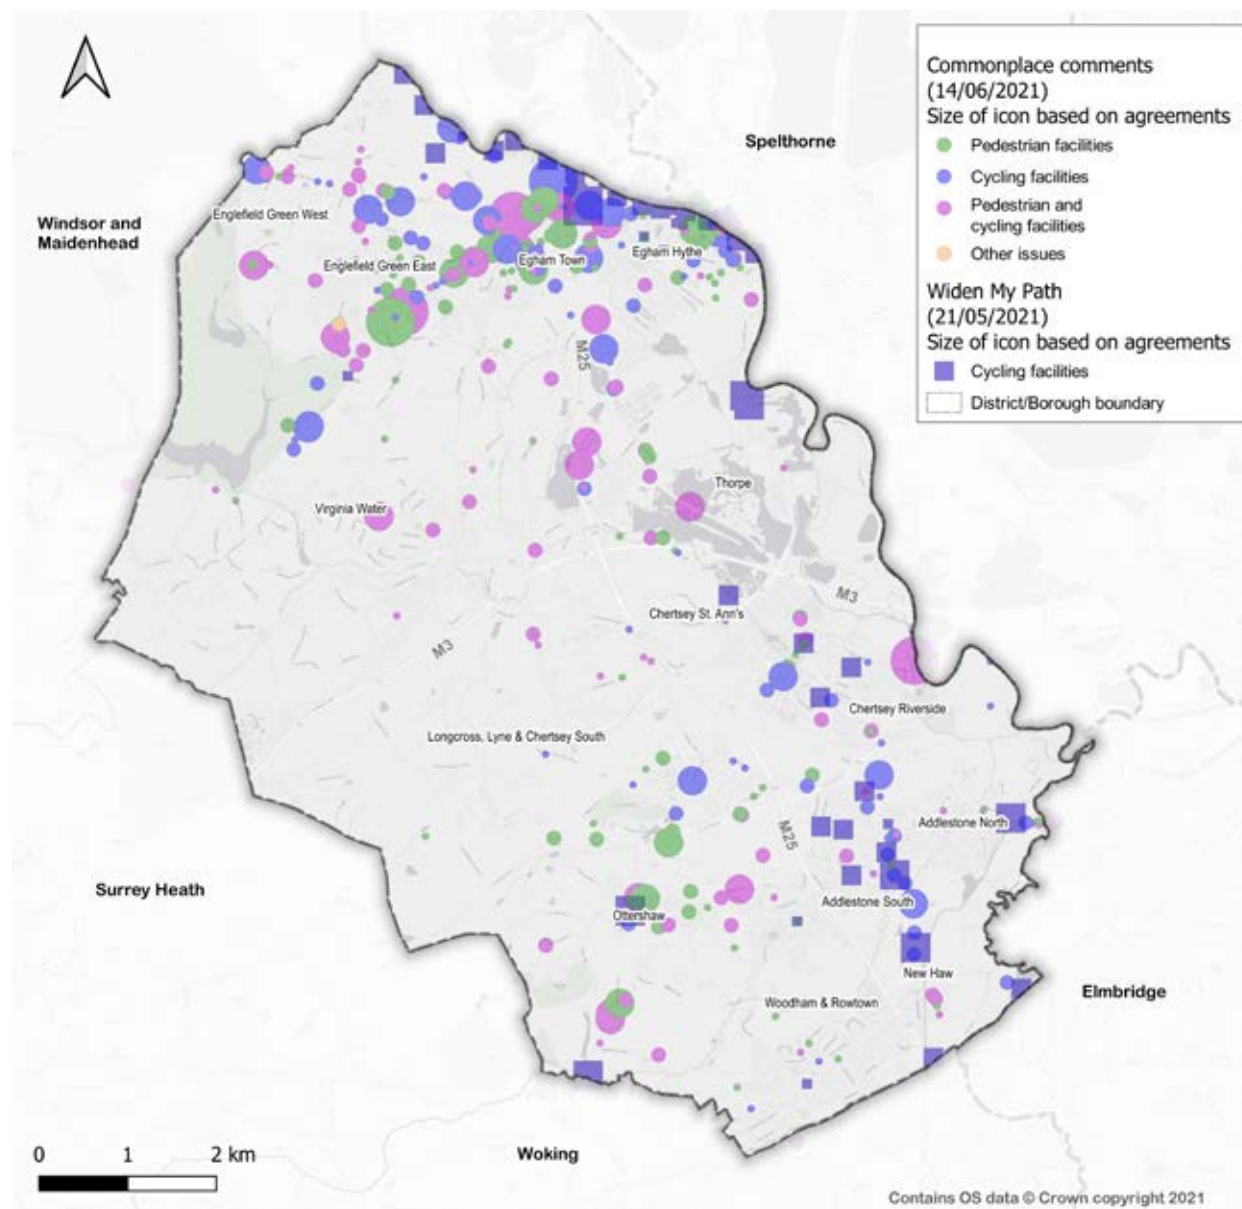 Commonplace comments
(14/06/2021)
Size of icon based on agreements
Pedestrian facilities
Cycling facilities
Pedestrian and
cycling facilities
Other issues
Widen My Path
(21/05/2021)
Size of icon based on agreements
Cycling facilities
District/Borough boundary
Spelthorne
Windsor and
Maidenhead
Englefield Green West
Englefield Green East
Egham Town
Egham Hythe
M25
Thorpe
Virginia Water
M3
Chertsey St. Ann's
M3
Chertsey Riverside
Longcross, Lyne & Chertsey South
M25
Addlestone North
Surrey Heath
Addlestone South
Ottershaw
New Haw
Elmbridge
Woodham & Rowtown
Woking
0 1 2 km
Contains OS data © Crown copyright 2021